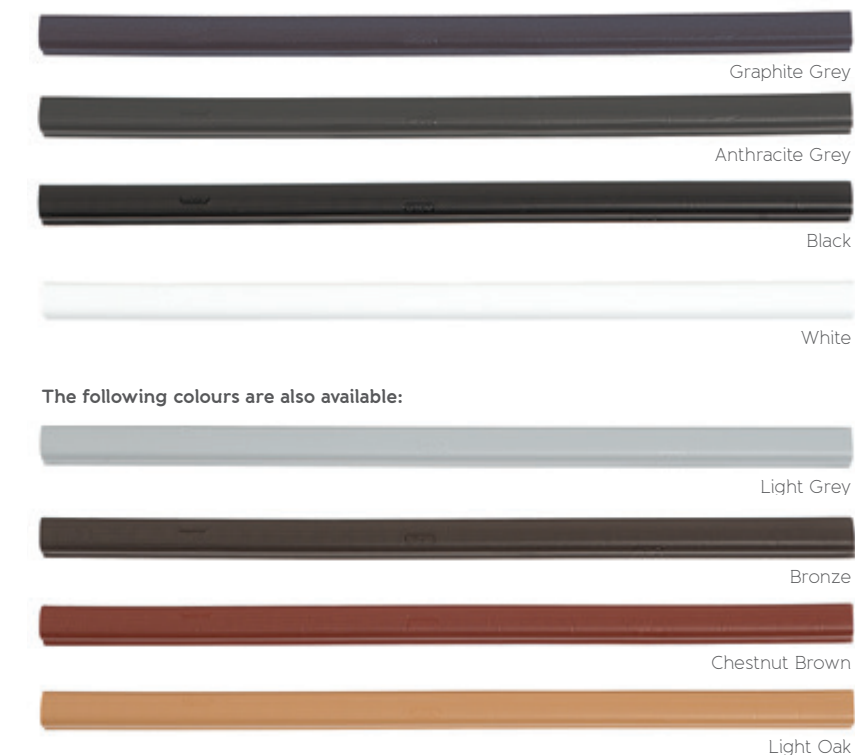 Graphite Grey
Anthracite Grey
Black
White
The following colours are also available:
Light Grey
Bronze
Chestnut Brown
Light Oak